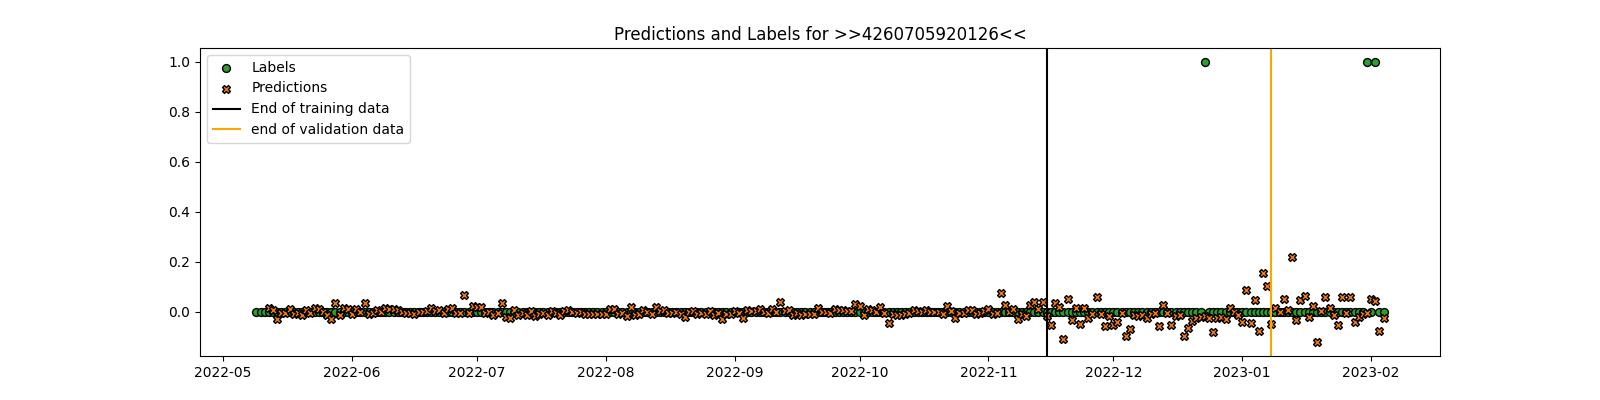 Predictions and Labels for >>4260705920126<<
1.0
0.8
0.6
0.4
0.2
0.0
Labels
Predictions
End of training data
end of validation data
2022-05 2022-06 2022-07 2022-08 2022-09 2022-10 2022-11 2022-12 2023-01 2023-02